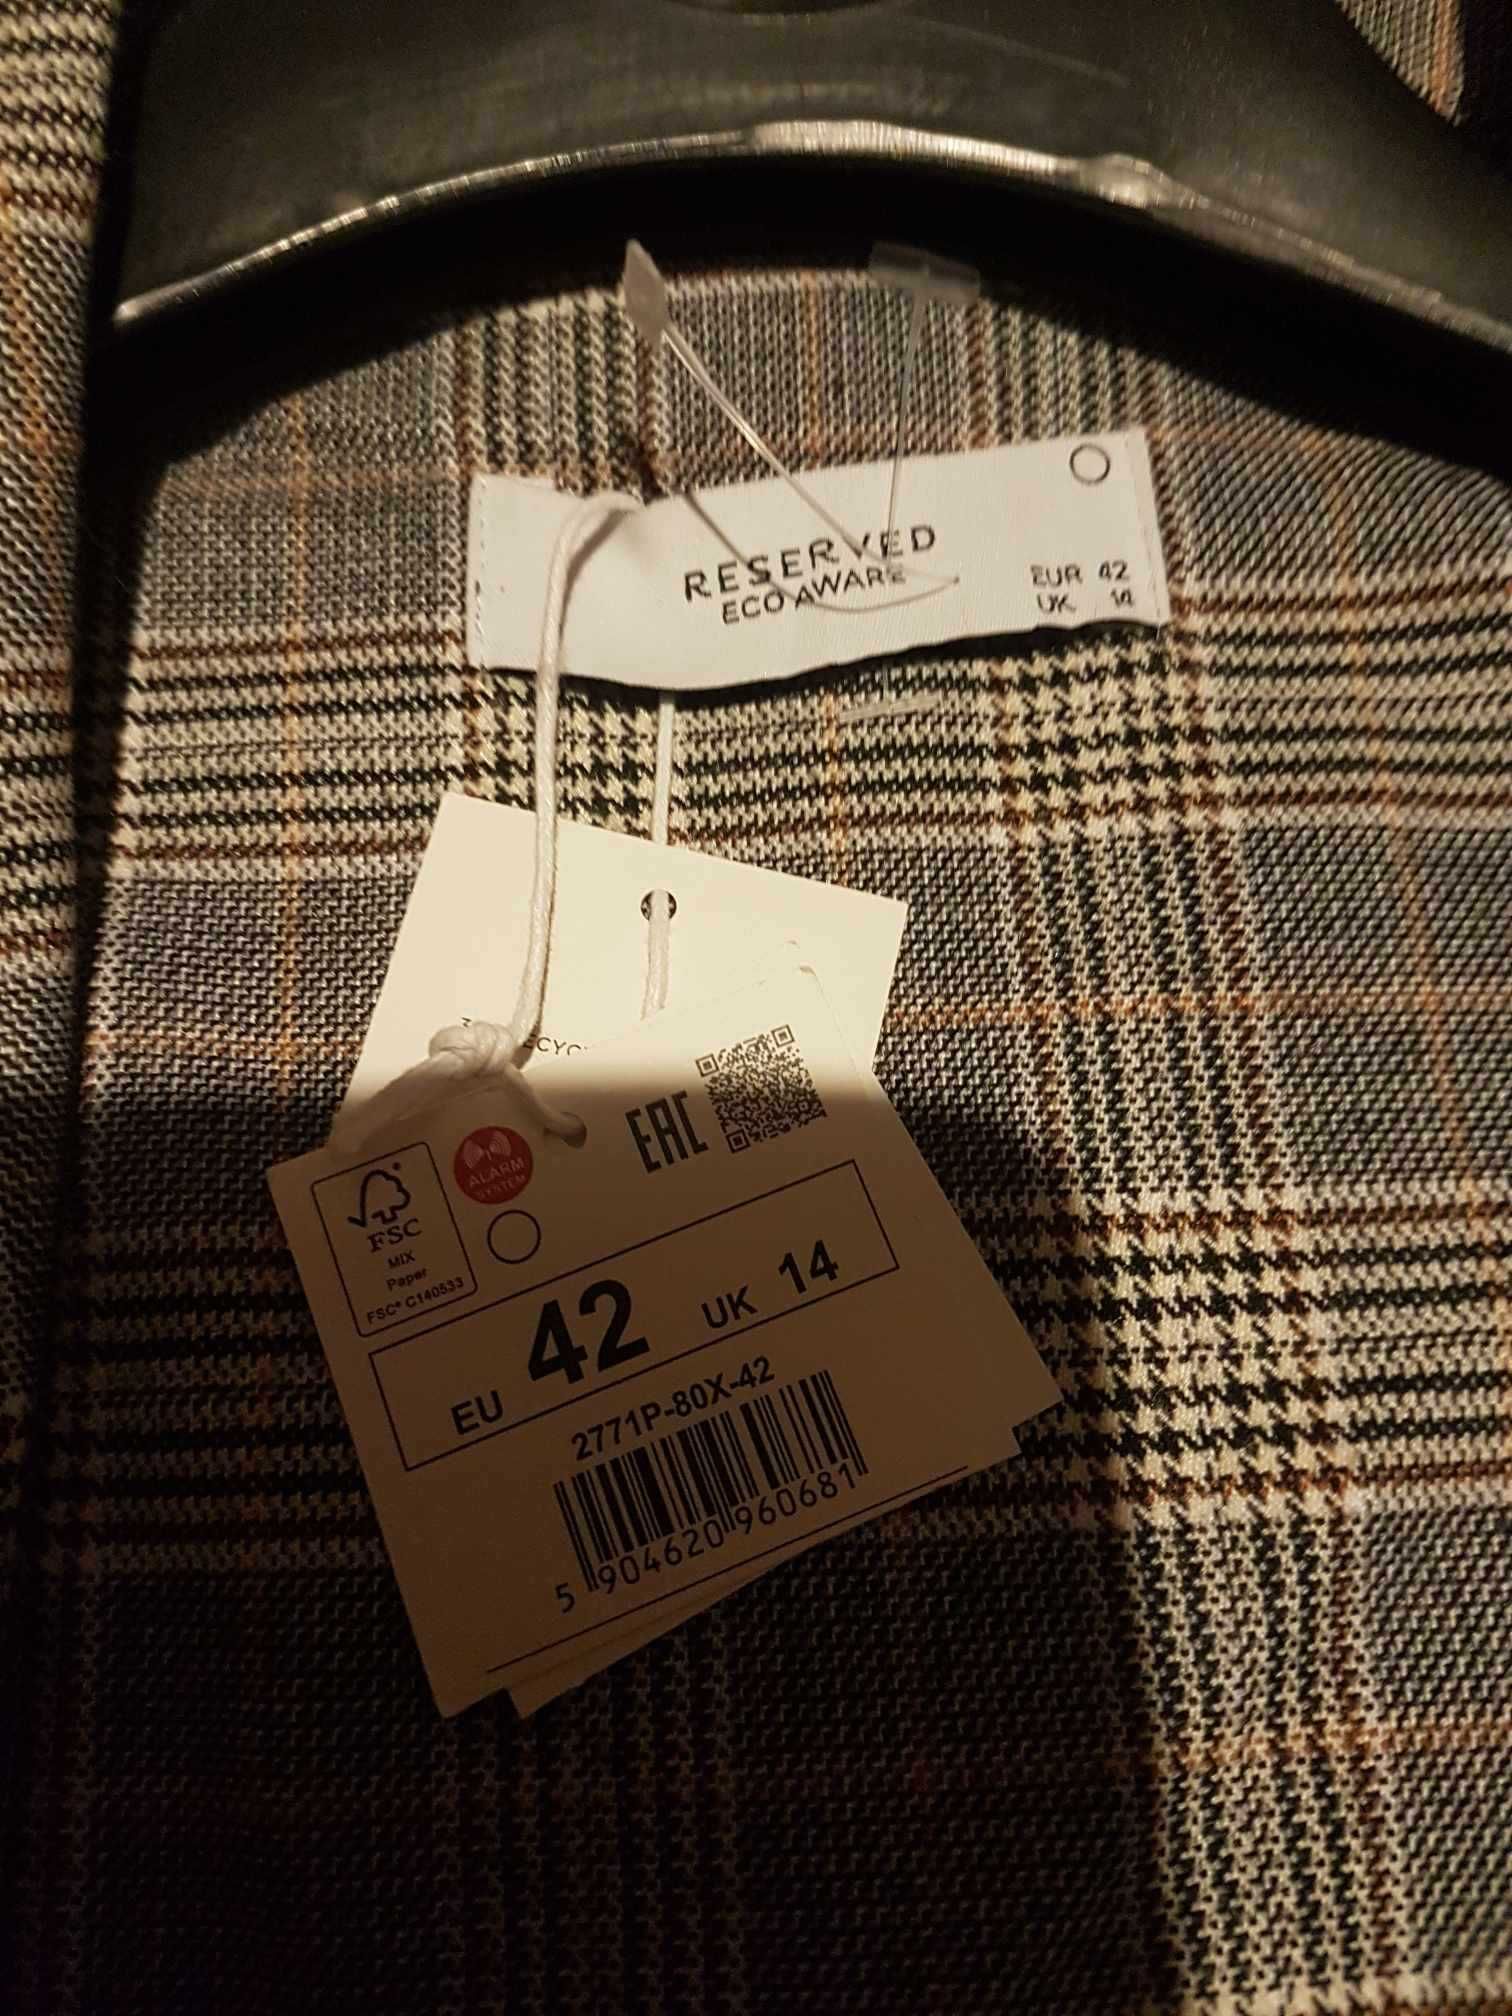 RESERVED
ECO AWARE
EUR 42
UK 14
EAC
ALARM
SYSTEM
FSC
MIX
Paper
FSC® C140533
EU 42 UK 14
2771P-80X-42
5 904620 960681